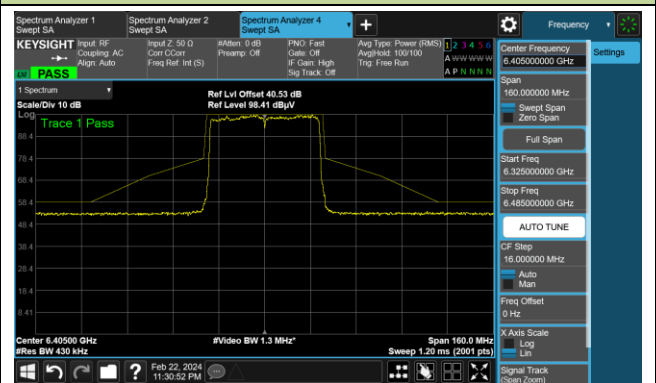 Spectrum Analyzer 1
Swept SA
Spectrum Analyzer 2
Swept SA
Spectrum Analyzer 4
Swept SA
Frequency
KEYSIGHT
Input: RF
Coupling: AC
Align: Auto
Input Z: 50 Ω
Corr CCorr
Freq Ref: Int (S)
#Atten: 0 dB
Preamp: Off
PNO: Fast
Gate: Off
IF Gain: High
Sig Track: Off
Avg Type: Power (RMS)
Avg|Hold: 100/100
Trig: Free Run
1 2 3 4 5 6
A W W W W W
A P N N N N
LXI PASS
1 Spectrum
Scale/Div 10 dB
Ref Lvl Offset 40.53 dB
Ref Level 98.41 dBµV
Log
Trace 1 Pass
88.4
78.4
68.4
58.4
48.4
38.4
28.4
18.4
8.41
Center 6.40500 GHz
#Res BW 430 kHz
#Video BW 1.3 MHz*
Span 160.0 MHz
Sweep 1.20 ms (2001 pts)
Feb 22, 2024
11:30:52 PM
Center Frequency
6.405000000 GHz
Settings
Span
160.000000 MHz
Swept Span
Zero Span
Full Span
Start Freq
6.325000000 GHz
Stop Freq
6.485000000 GHz
AUTO TUNE
CF Step
16.000000 MHz
Auto
Man
Freq Offset
0 Hz
X Axis Scale
Log
Lin
Signal Track
(Span Zoom)